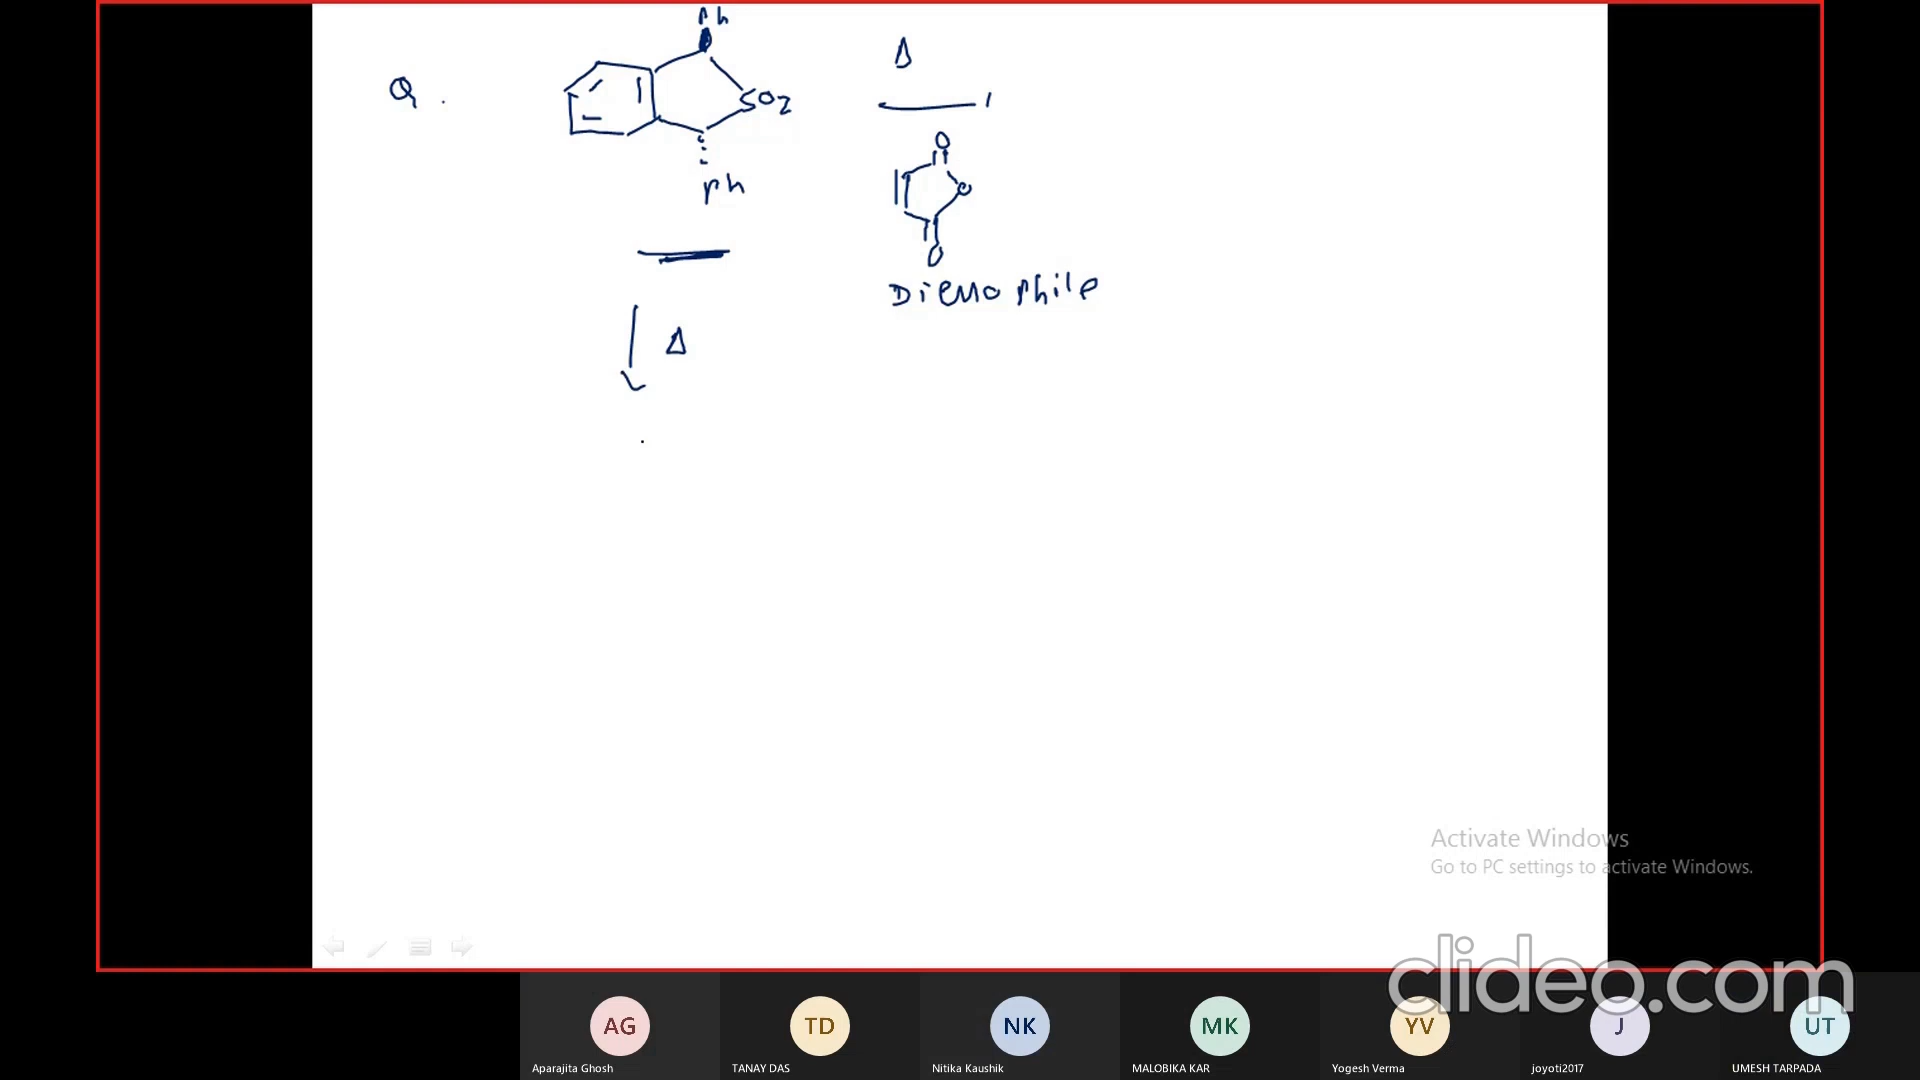 Ph
Δ
Q.
SO2
O
O
Ph
O
Dienophile
Δ
Activate Windows
Go to PC settings to activate Windows.
clideo.com
AG
TD
NK
MK
YV
J
UT
Aparajita Ghosh
TANAY DAS
Nitika Kaushik
MALOBIKA KAR
Yogesh Verma
joyoti2017
UMESH TARPADA